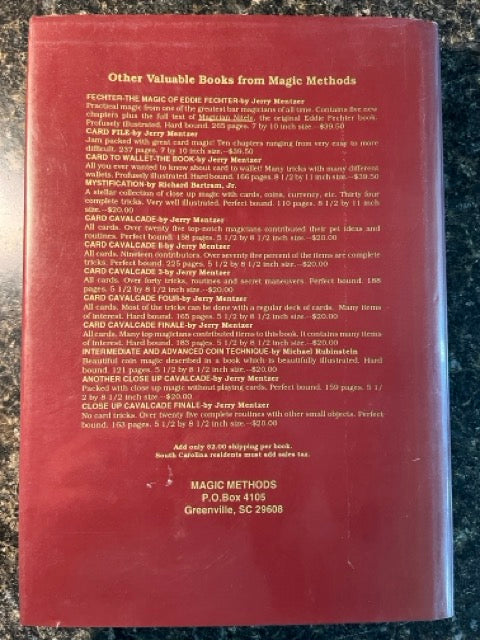 Other Valuable Books from Magic Methods
FECHTER-THE MAGIC OF EDDIE FECHTER-by Jerry Mentzer
Practical magic from one of the greatest bar magicians of all time. Contains five new
chapters plus the full text of Magician Nitely, the original Eddie Fechter book.
Profusely illustrated. Hard bound. 265 pages. 7 by 10 inch size.--$39.50
CARD FILE-by Jerry Mentzer
Jam packed with great card magic! Ten chapters ranging from very easy to more
difficult. 237 pages. 7 by 10 inch size.--$39.50
CARD TO WALLET-THE BOOK-by Jerry Mentzer
All you ever wanted to know about card to wallet! Many tricks with many different
wallets. Profusely illustrated. Hard bound. 166 pages. 8 1/2 by 11 inch size--$39.50
MYSTIFICATION-by Richard Bartram, Jr.
A stellar collection of close up magic with cards, coins, currency, etc. Thirty four
complete tricks. Very well illustrated. Perfect bound. 110 pages. 8 1/2 by 11 inch
size.--$20.00
CARD CAVALCADE-by Jerry Mentzer
All cards. Over twenty five top-notch magicians contributed their pet ideas and
routines. Perfect bound. 158 pages. 5 1/2 by 8 1/2 inch size--$20.00
CARD CAVALCADE II-by Jerry Mentzer
All cards. Nineteen contributors. Over seventy five percent of the items are complete
tricks. Perfect bound. 225 pages. 5 1/2 by 8 1/2 inch size.--$20.00
CARD CAVALCADE 3-by Jerry Mentzer
All cards. Over forty tricks, routines and secret maneuvers. Perfect bound. 188
pages. 5 1/2 by 8 1/2 inch size--$20.00
CARD CAVALCADE FOUR-by Jerry Mentzer
All cards. Most of the tricks can be done with a regular deck of cards. Many items
of interest. Hard bound. 165 pages. 5 1/2 by 8 1/2 inch size.--$20.00
CARD CAVALCADE FINALE-by Jerry Mentzer
All cards. Many top magicians contributed items to this book. It contains many items
of interest. Hard bound. 183 pages. 5 1/2 by 8 1/2 inch size.--$20.00
INTERMEDIATE AND ADVANCED COIN TECHNIQUE-by Michael Rubinstein
Beautiful coin magic described in a book which is beautifully illustrated. Hard
bound. 121 pages. 5 1/2 by 8 1/2 inch size.--$20.00
ANOTHER CLOSE UP CAVALCADE-by Jerry Mentzer
Packed with close up magic without playing cards. Perfect bound. 159 pages. 5 1/
2 by 8 1/2 inch size--$20.00
CLOSE UP CAVALCADE FINALE-by Jerry Mentzer
No card tricks. Over twenty five complete routines with other small objects. Perfect
bound. 163 pages. 5 1/2 by 8 1/2 inch size.--$20.00
Add only $2.00 shipping per book.
South Carolina residents must add sales tax.
MAGIC METHODS
P.O.Box 4105
Greenville, SC 29608